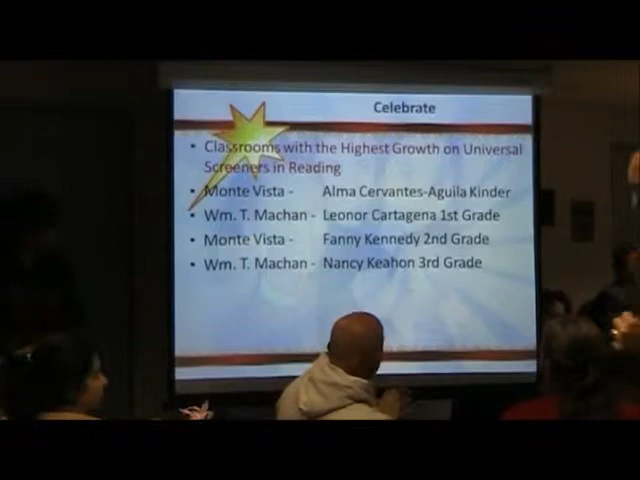 Celebrate
• Classrooms with the Highest Growth on Universal
Screeners in Reading
• Monte Vista - Alma Cervantes-Aguila Kinder
• Wm. T. Machan - Leonor Cartagena 1st Grade
• Monte Vista - Fanny Kennedy 2nd Grade
• Wm. T. Machan - Nancy Keahon 3rd Grade